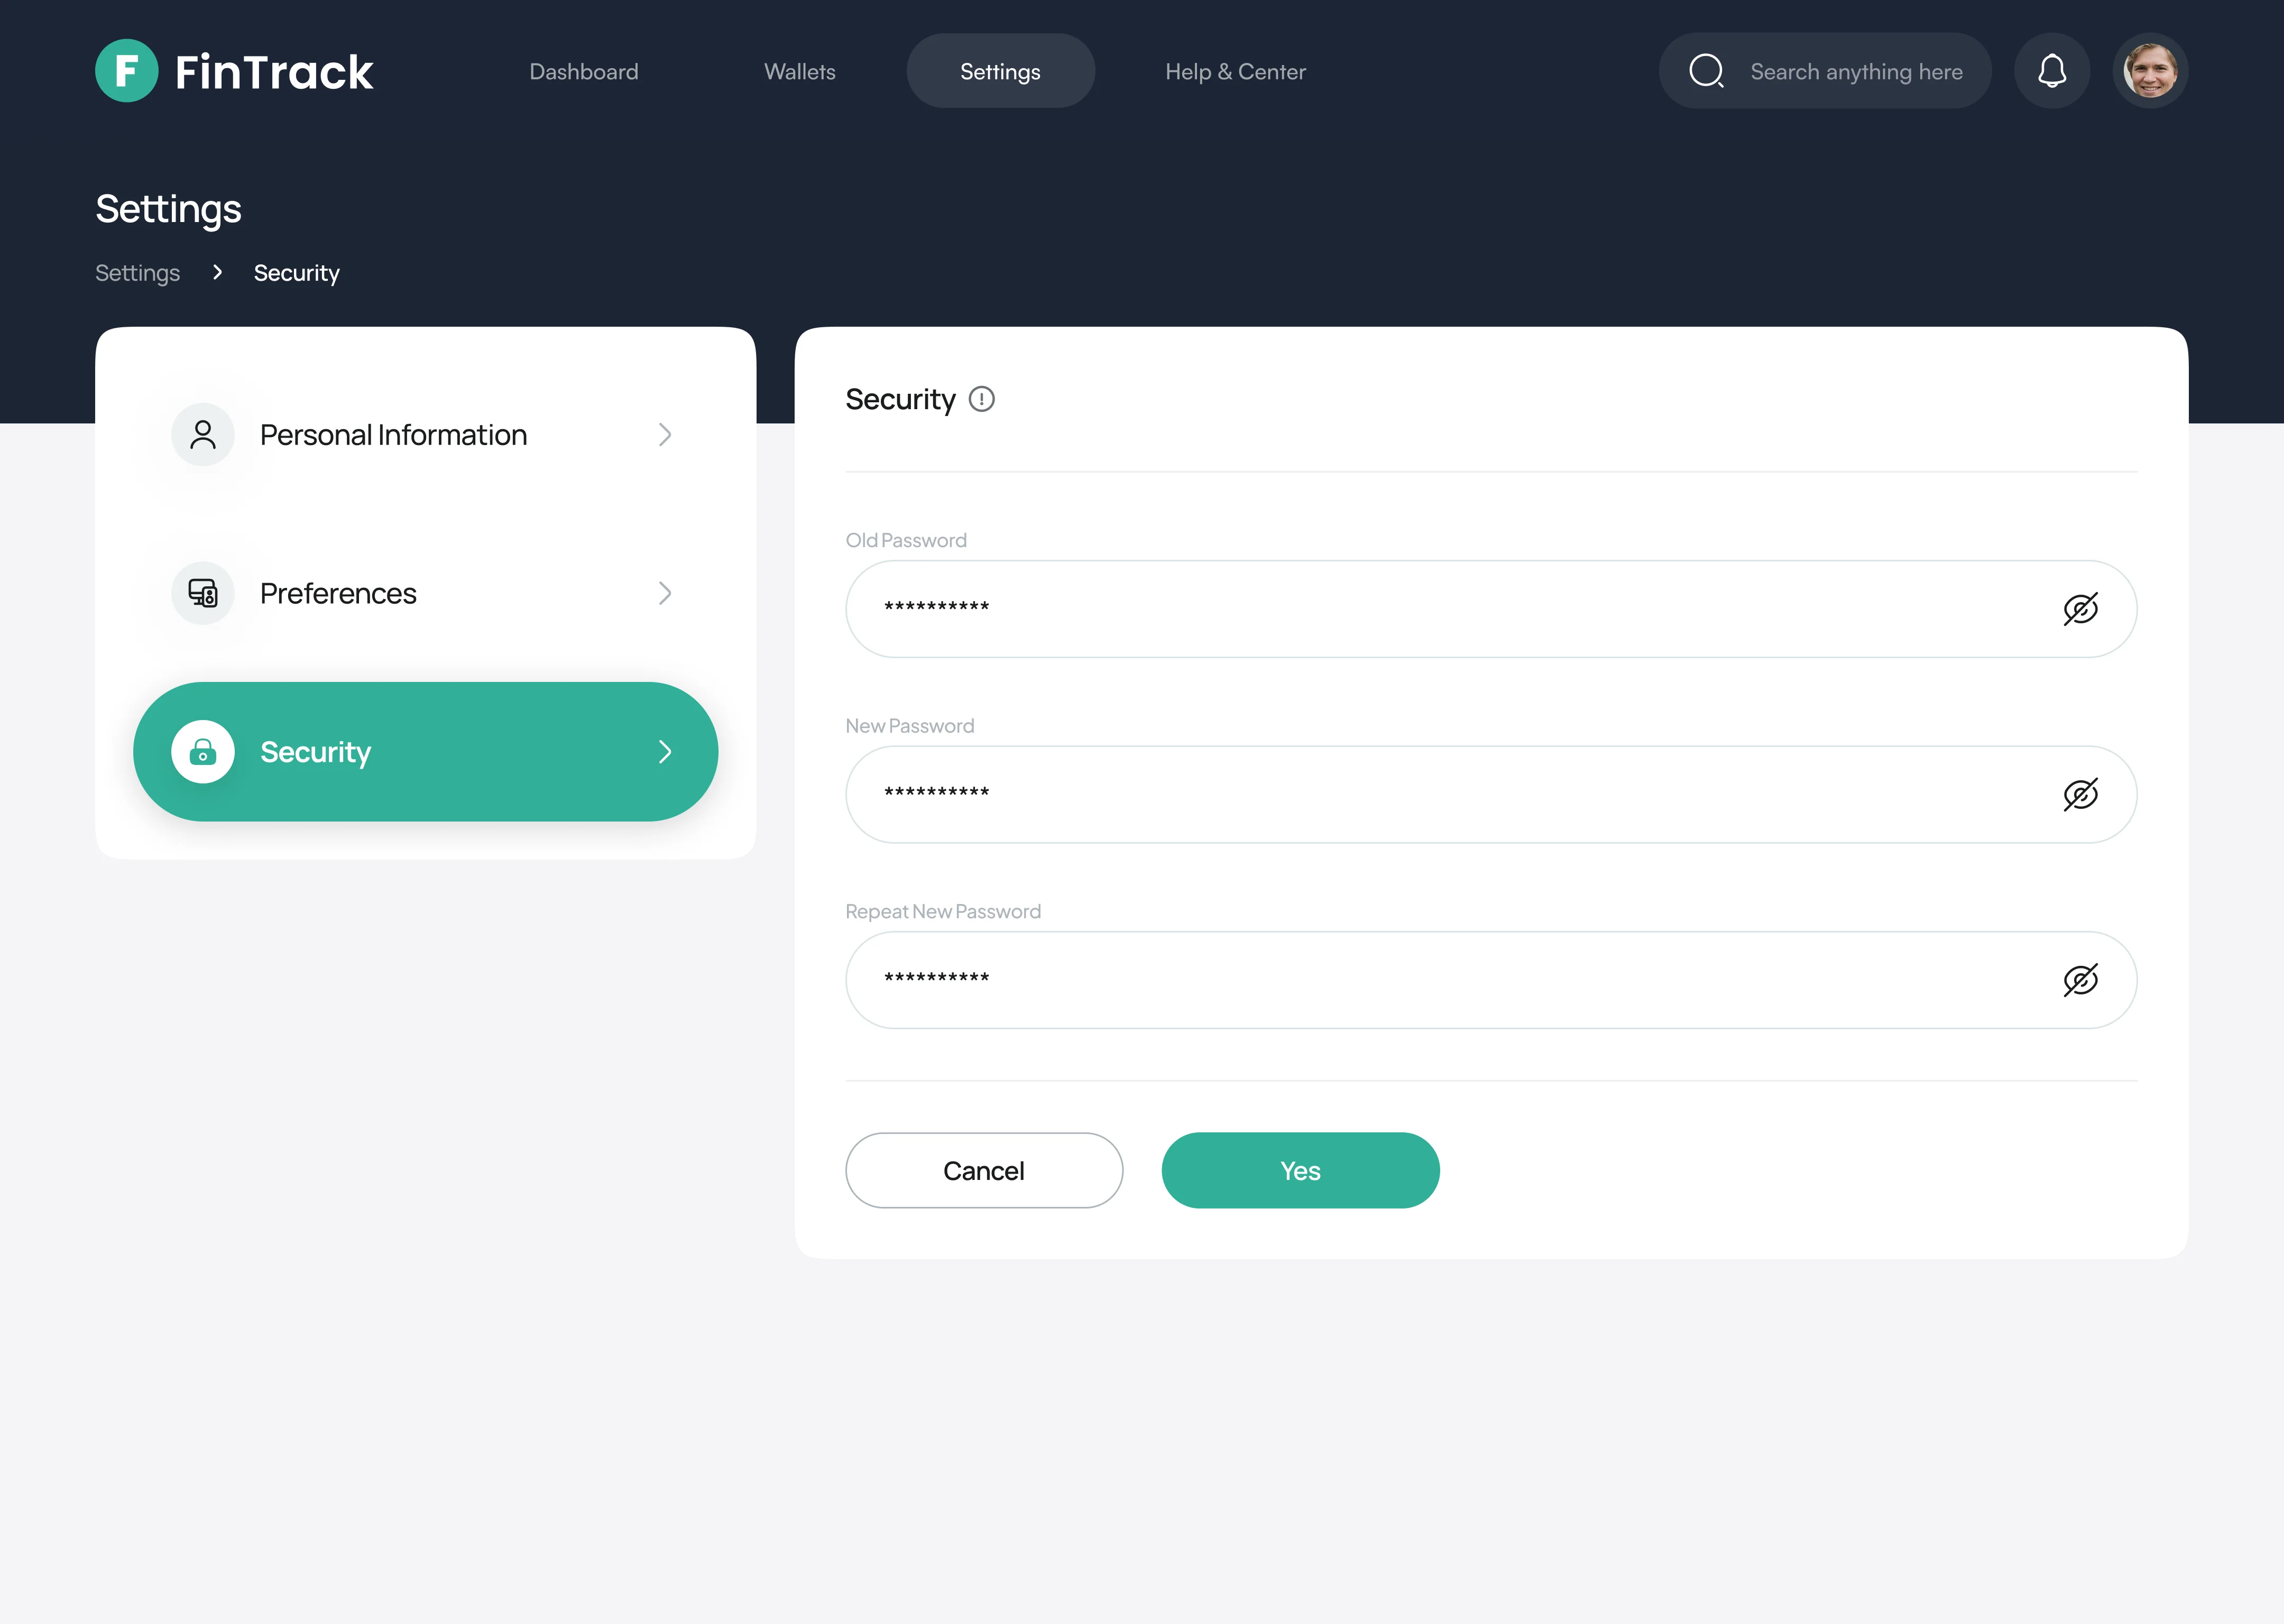 F FinTrack
Dashboard
Wallets
Settings
Help & Center
Search anything here
Settings
Settings
Security
Personal Information
Preferences
Security
Security
Old Password
**********
New Password
**********
Repeat New Password
**********
Cancel
Yes